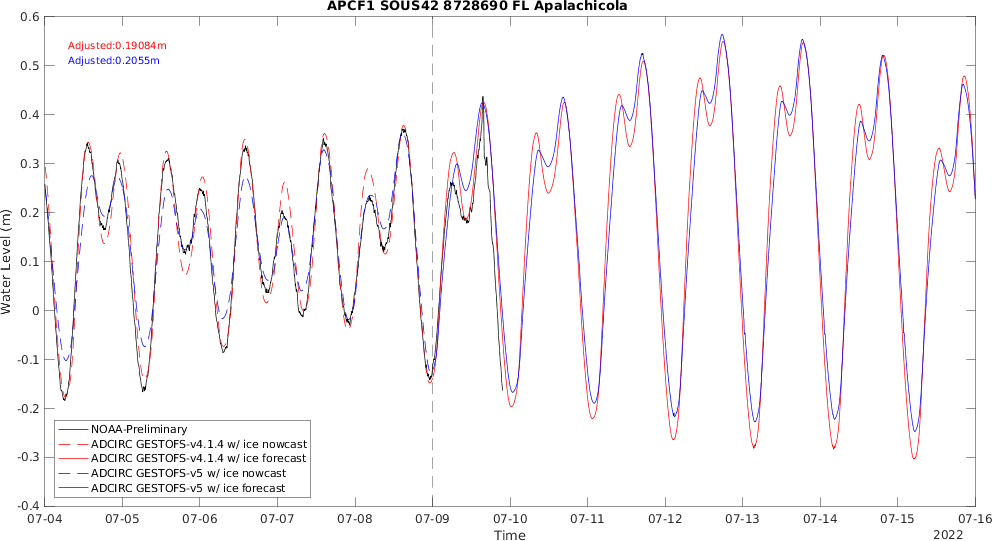 APCF1 SOUS42 8728690 FL Apalachicola
0.6
Adjusted:0.19084m
Adjusted:0.2055m
0.5
0.4
0.3
0.2
0.1
0
-0.1
-0.2
-0.3
-0.4
Water Level (m)
NOAA-Preliminary
ADCIRC GESTOFS-v4.1.4 w/ ice nowcast
ADCIRC GESTOFS-v4.1.4 w/ ice forecast
ADCIRC GESTOFS-v5 w/ ice nowcast
ADCIRC GESTOFS-v5 w/ ice forecast
07-04 07-05 07-06 07-07 07-08 07-09 07-10 07-11 07-12 07-13 07-14 07-15 07-16
Time
2022